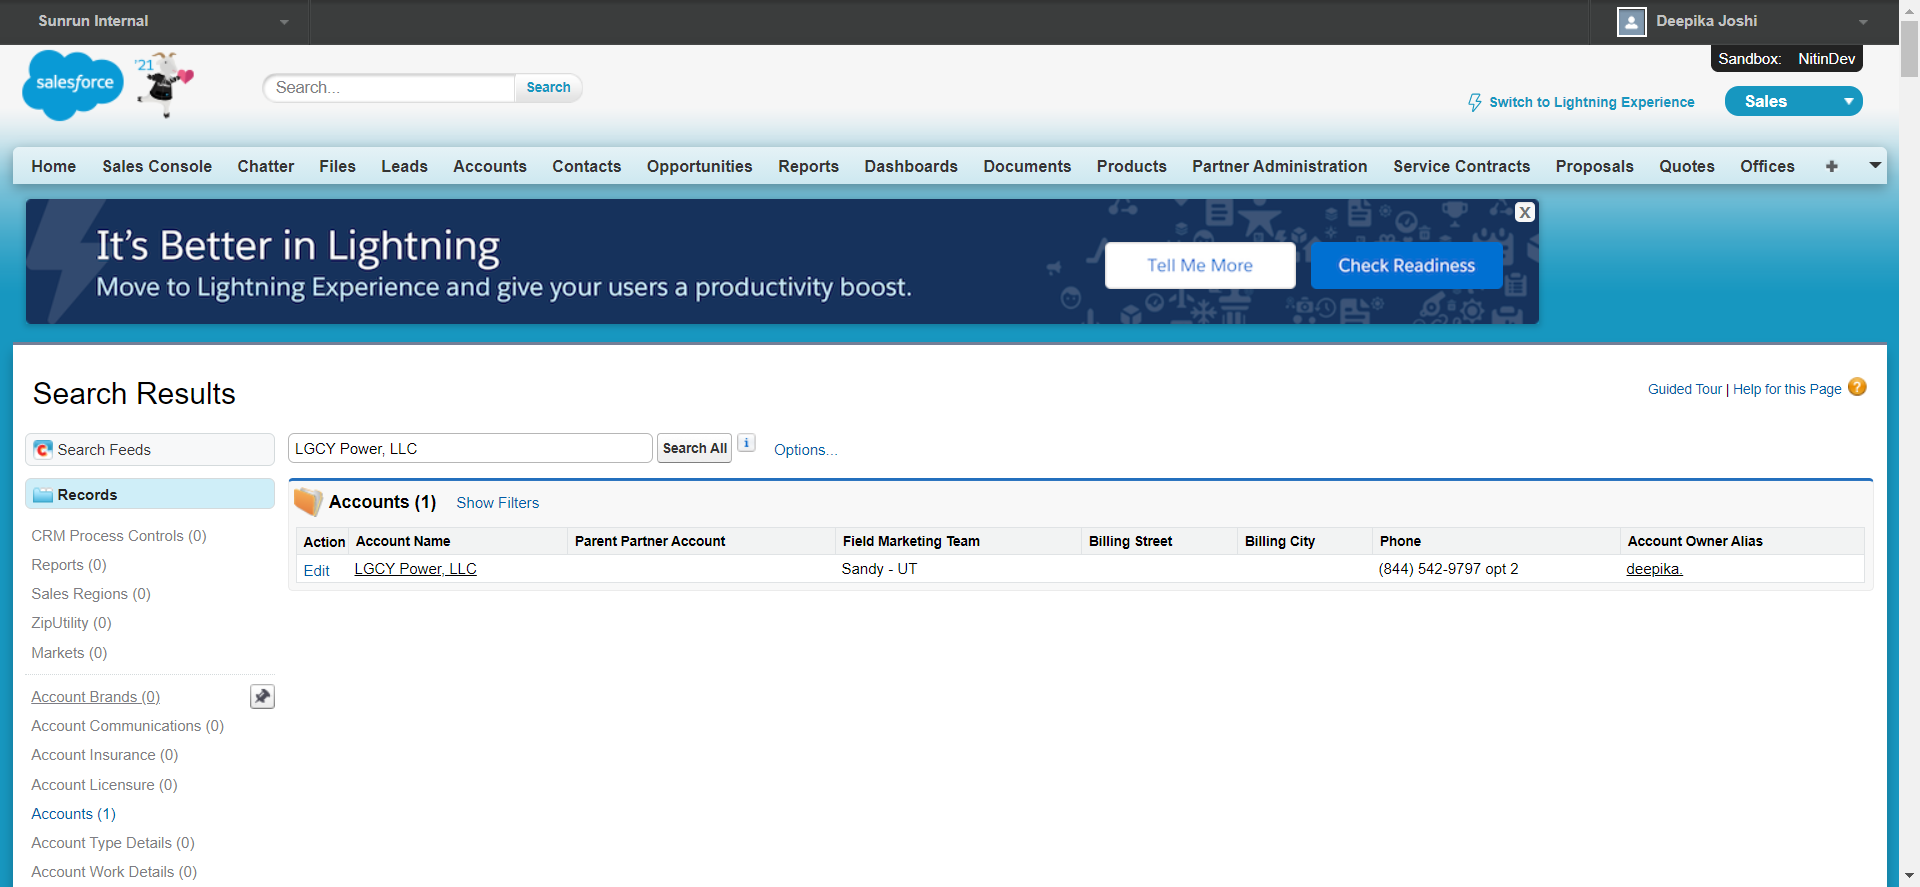 Sunrun Internal
Deepika Joshi
Sandbox: NitinDev
salesforce
'21
Search...
Search
Switch to Lightning Experience
Sales
Home Sales Console Chatter Files Leads Accounts Contacts Opportunities Reports Dashboards Documents Products Partner Administration Service Contracts Proposals Quotes Offices +
It's Better in Lightning
Move to Lightning Experience and give your users a productivity boost.
Tell Me More
Check Readiness
X
Search Results
Guided Tour | Help for this Page ?
Search Feeds
LGCY Power, LLC
Search All
i
Options...
Records
Accounts (1)
Show Filters
Action Account Name Parent Partner Account Field Marketing Team Billing Street Billing City Phone Account Owner Alias
Edit LGCY Power, LLC Sandy - UT (844) 542-9797 opt 2 deepika.
CRM Process Controls (0)
Reports (0)
Sales Regions (0)
ZipUtility (0)
Markets (0)
Account Brands (0)
Account Communications (0)
Account Insurance (0)
Account Licensure (0)
Accounts (1)
Account Type Details (0)
Account Work Details (0)